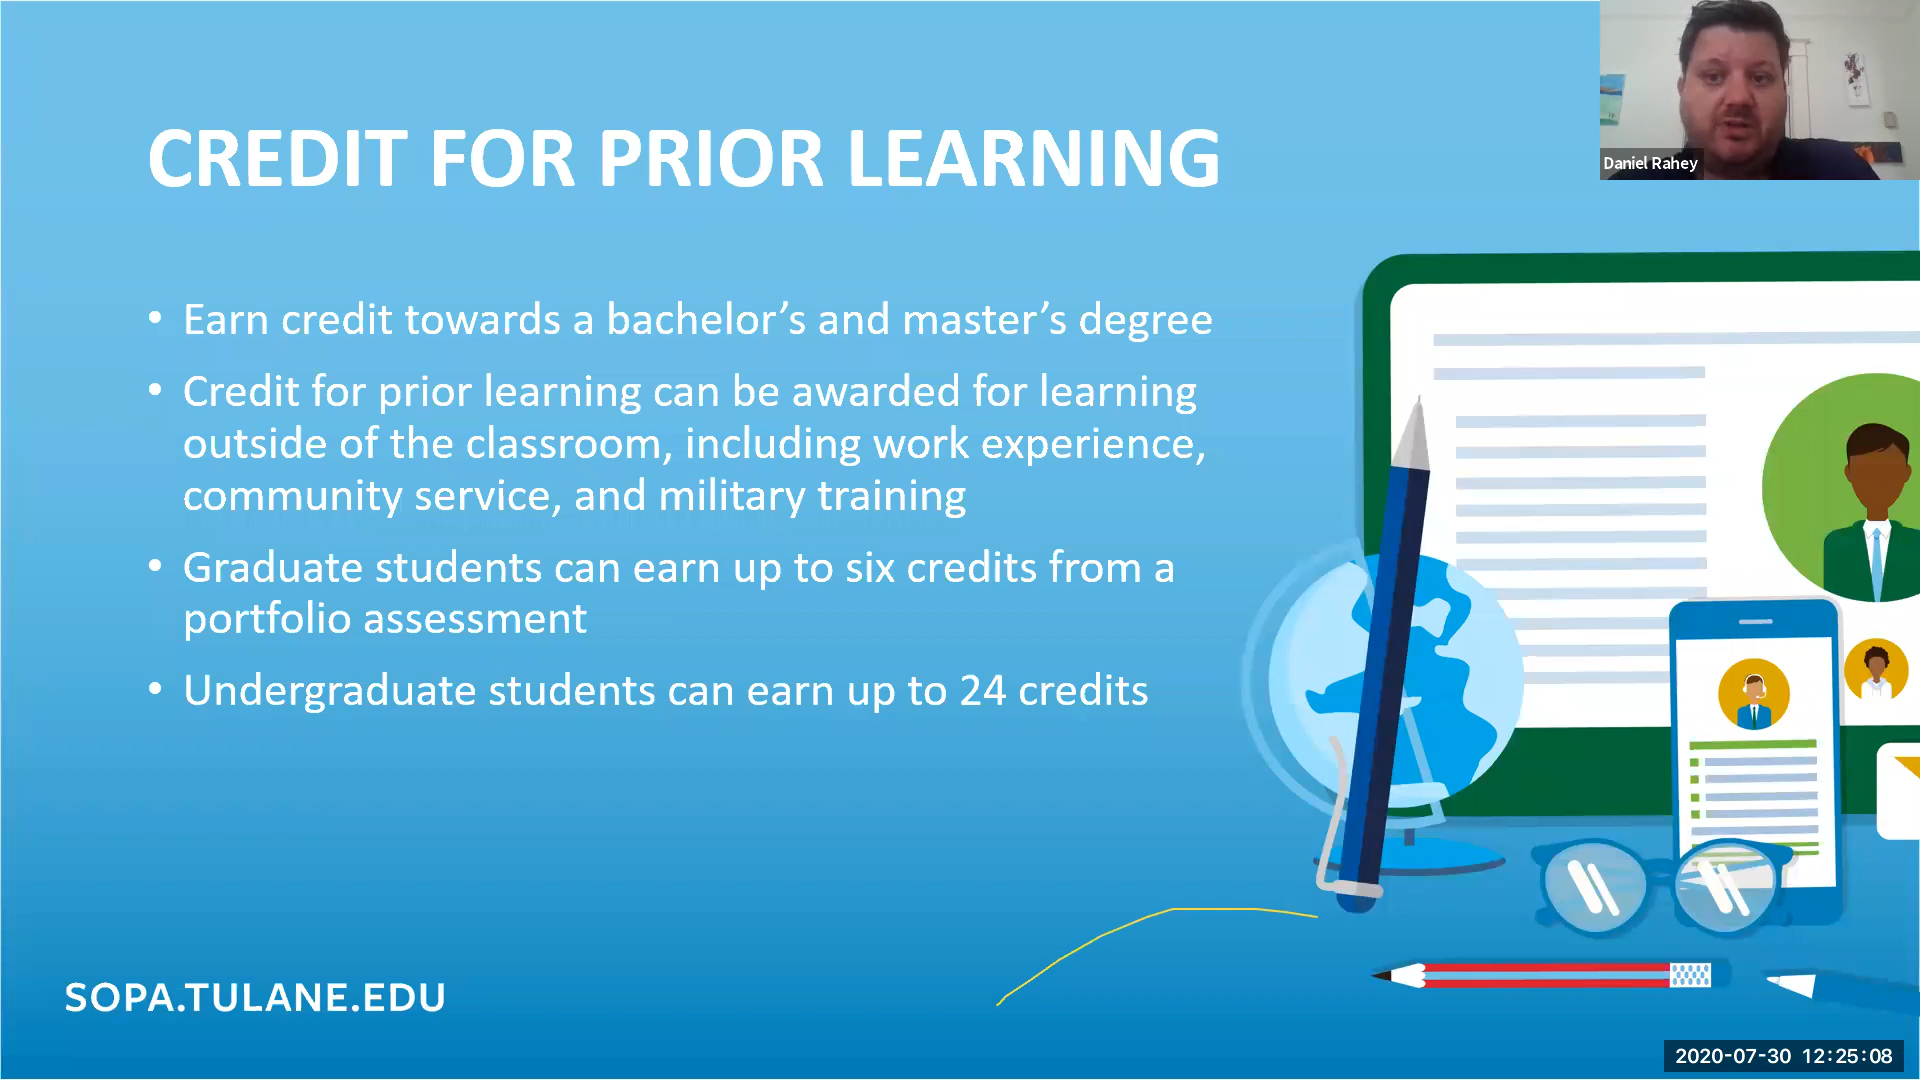 CREDIT FOR PRIOR LEARNING
Daniel Rahey
• Earn credit towards a bachelor’s and master’s degree
• Credit for prior learning can be awarded for learning
outside of the classroom, including work experience,
community service, and military training
• Graduate students can earn up to six credits from a
portfolio assessment
• Undergraduate students can earn up to 24 credits
SOPA.TULANE.EDU
2020-07-30 12:25:08